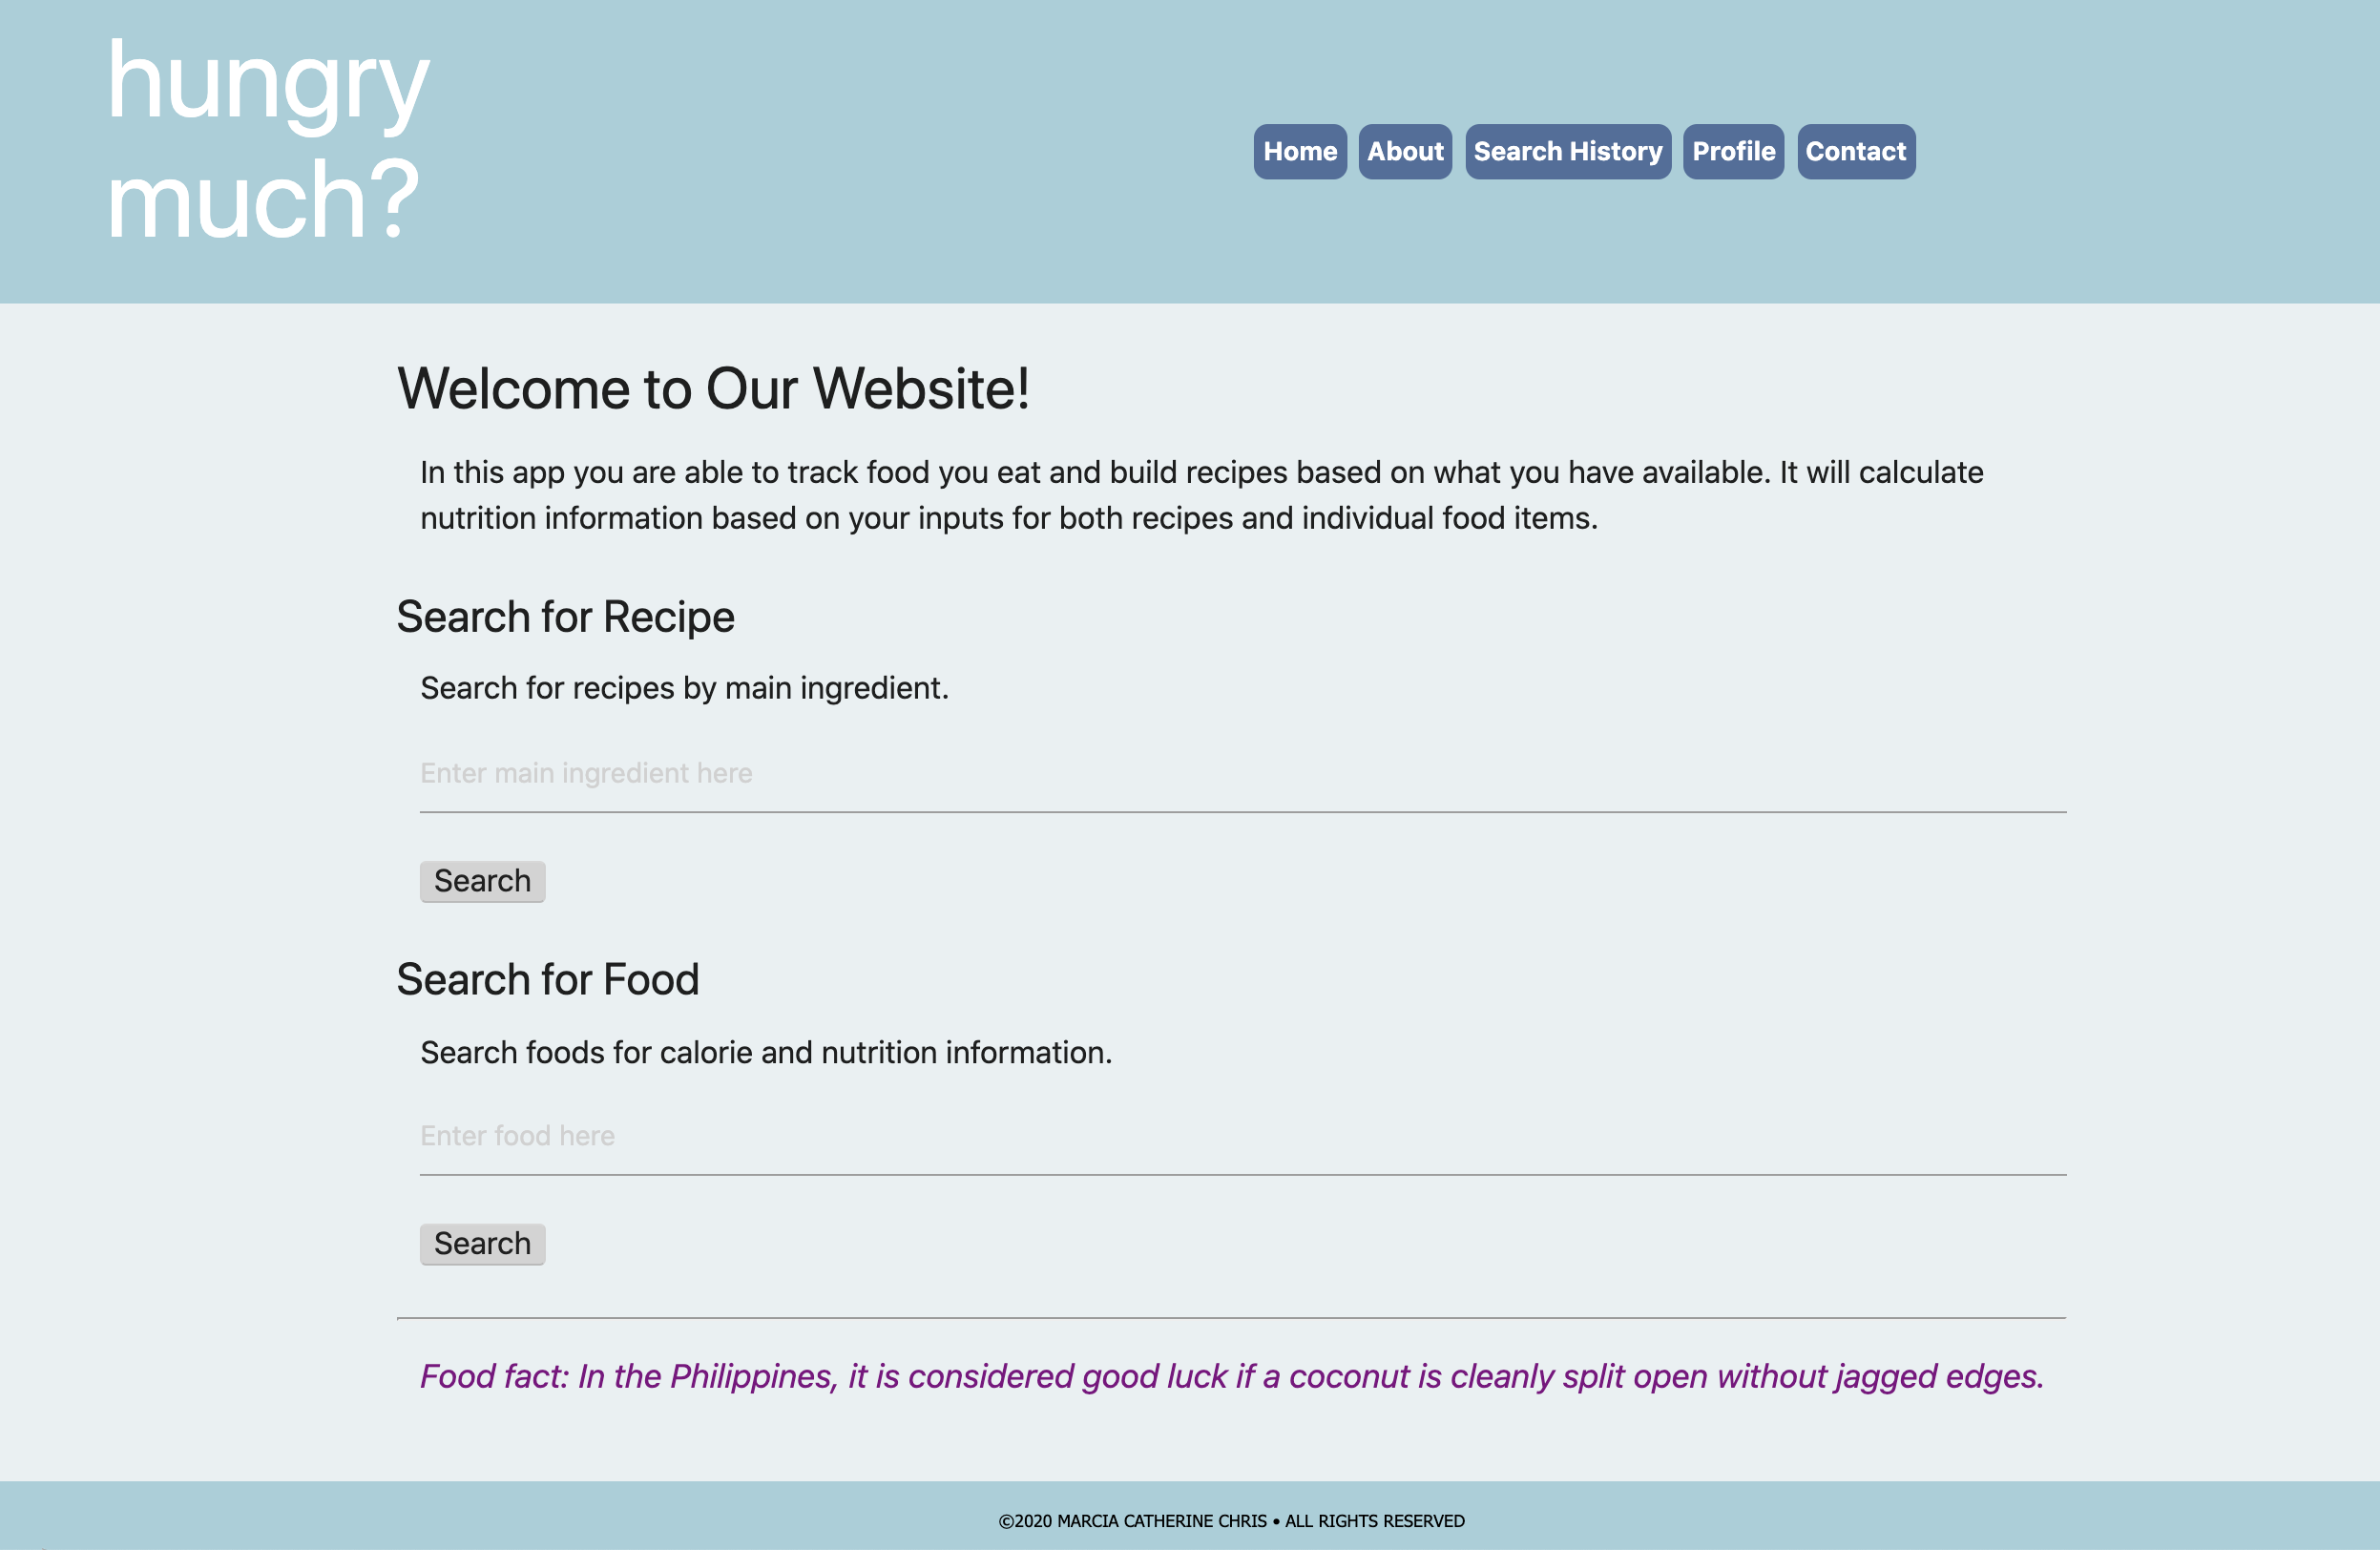 hungry
much?
Home About Search History Profile Contact
Welcome to Our Website!
In this app you are able to track food you eat and build recipes based on what you have available. It will calculate
nutrition information based on your inputs for both recipes and individual food items.
Search for Recipe
Search for recipes by main ingredient.
Enter main ingredient here
Search
Search for Food
Search foods for calorie and nutrition information.
Enter food here
Search
Food fact: In the Philippines, it is considered good luck if a coconut is cleanly split open without jagged edges.
©2020 MARCIA CATHERINE CHRIS • ALL RIGHTS RESERVED